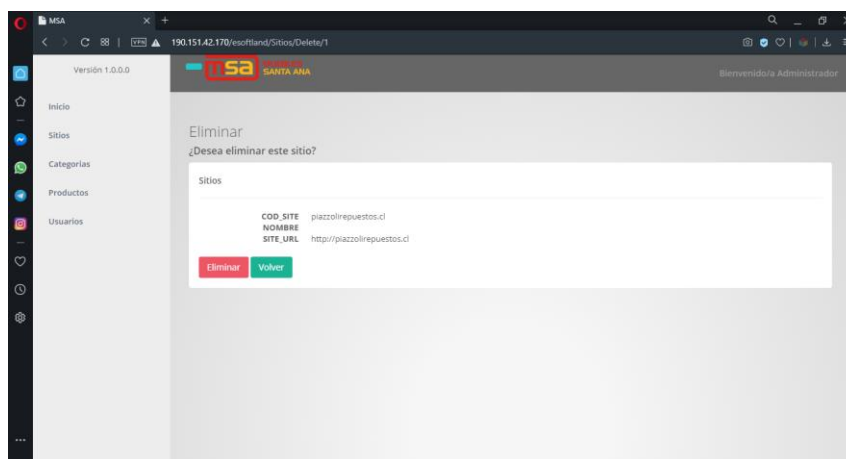 MSA
VPN
190.151.42.170/esoftland/Sitios/Delete/1
Versión 1.0.0.0
msa
SANTA ANA
Bienvenido/a Administrador
Inicio
Sitios
Categorias
Productos
Usuarios
Eliminar
¿Desea eliminar este sitio?
Sitios
COD_SITE piazzolirepuestos.cl
NOMBRE
SITE_URL http://piazzolirepuestos.cl
Eliminar Volver